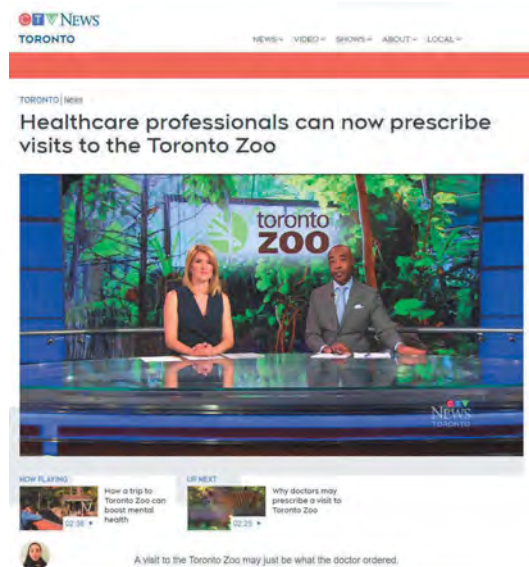 CTV NEWS
TORONTO
NEWS
VIDEO
SHOWS
ABOUT
LOCAL
TORONTO | News
Healthcare professionals can now prescribe
visits to the Toronto Zoo
toronto
ZOO
CTV
NEWS
TORONTO
NOW PLAYING
How a trip to
Toronto Zoo can
boost mental
health
02:38
UP NEXT
Why doctors may
prescribe a visit to
Toronto Zoo
02:25
A visit to the Toronto Zoo may just be what the doctor ordered.